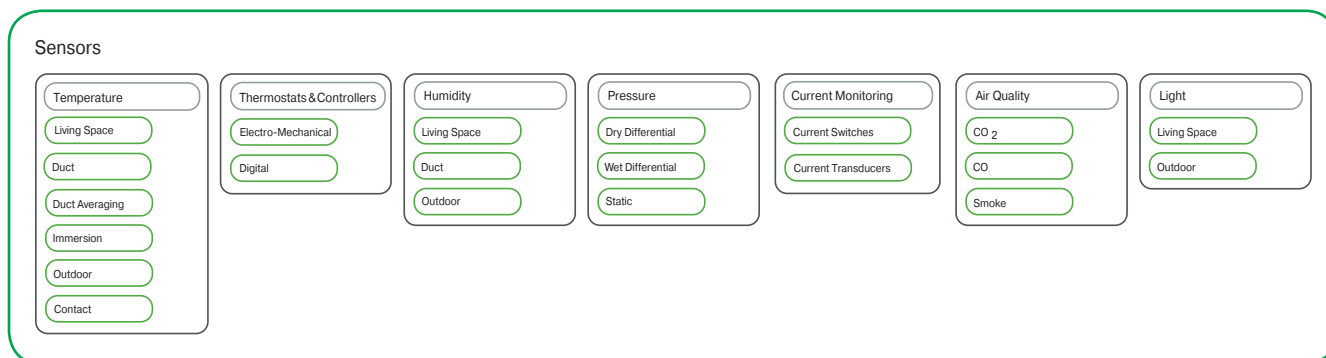 Sensors
Temperature
Living Space
Duct
Duct Averaging
Immersion
Outdoor
Contact
Thermostats & Controllers
Electro-Mechanical
Digital
Humidity
Living Space
Duct
Outdoor
Pressure
Dry Differential
Wet Differential
Static
Current Monitoring
Current Switches
Current Transducers
Air Quality
CO 2
CO
Smoke
Light
Living Space
Outdoor